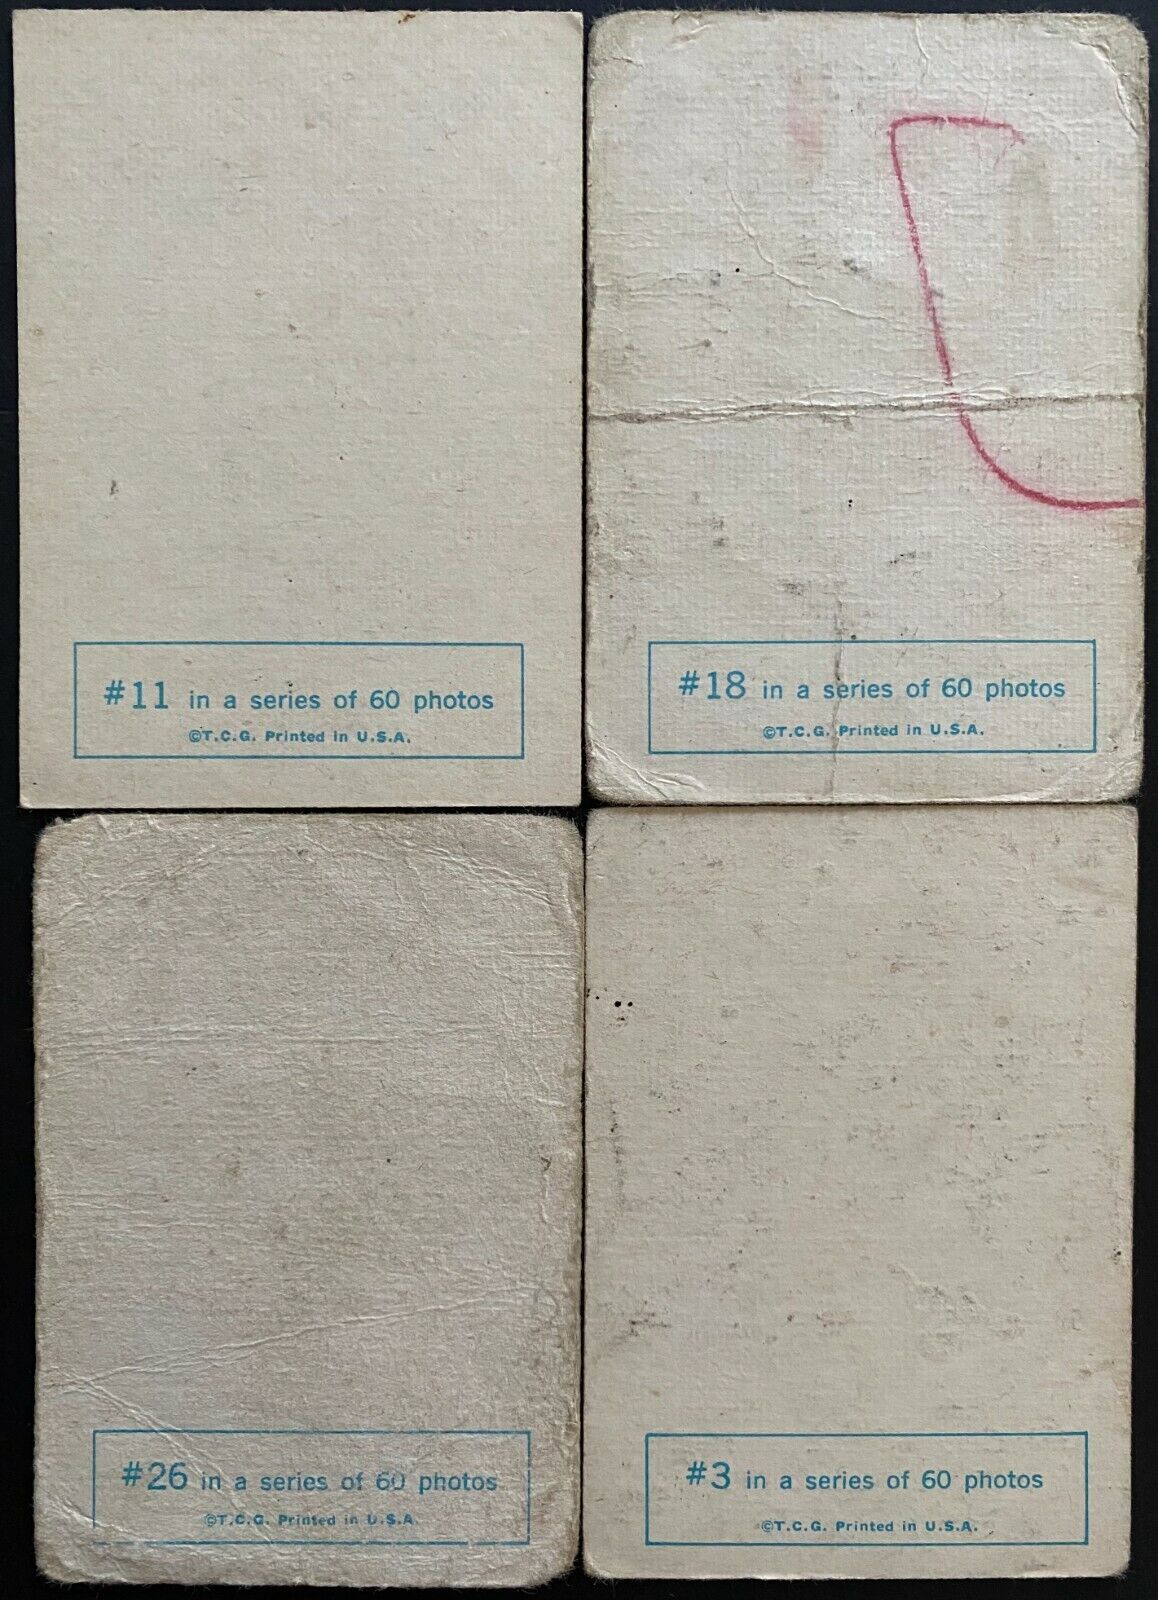 #11 in a series of 60 photos
©T.C.G. Printed in U.S.A.
#18 in a series of 60 photos
©T.C.G. Printed in U.S.A.
#26 in a series of 60 photos
©T.C.G. Printed in U.S.A.
#3 in a series of 60 photos
©T.C.G. Printed in U.S.A.